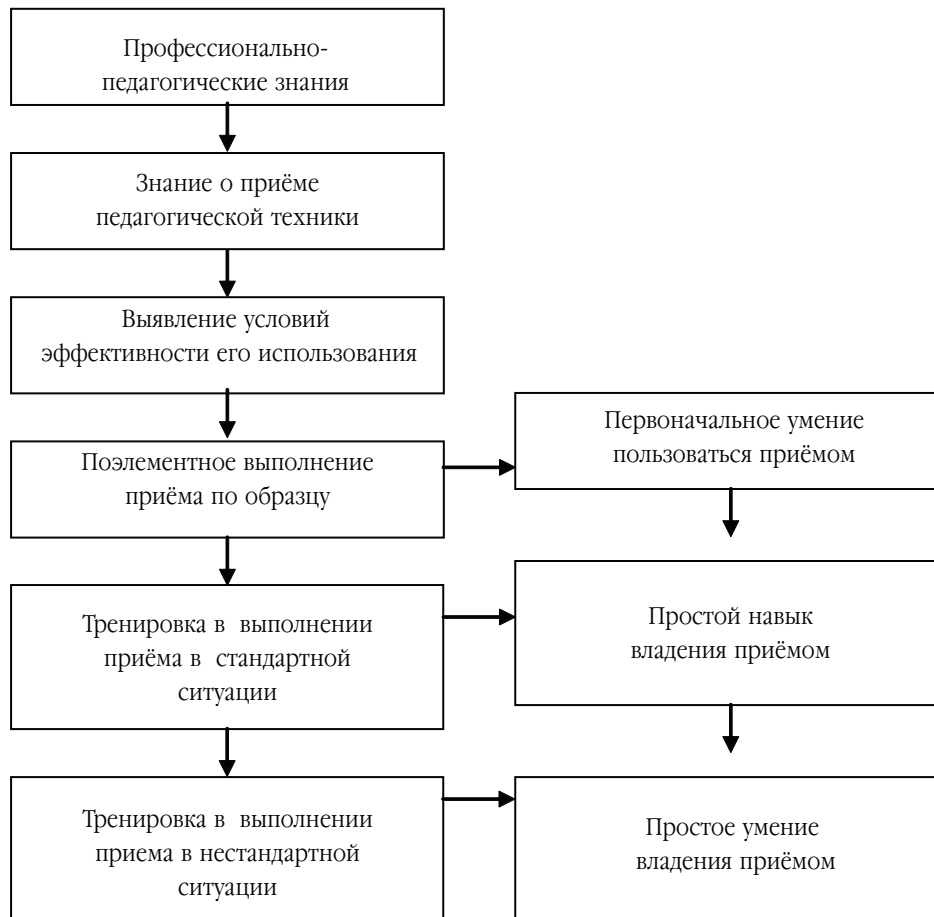 Профессионально-
педагогические знания
Знание о приёме
педагогической техники
Выявление условий
эффективности его использования
Поэлементное выполнение
приёма по образцу
Первоначальное умение
пользоваться приёмом
Тренировка в выполнении
приёма в стандартной
ситуации
Простой навык
владения приёмом
Тренировка в выполнении
приема в нестандартной
ситуации
Простое умение
владения приёмом